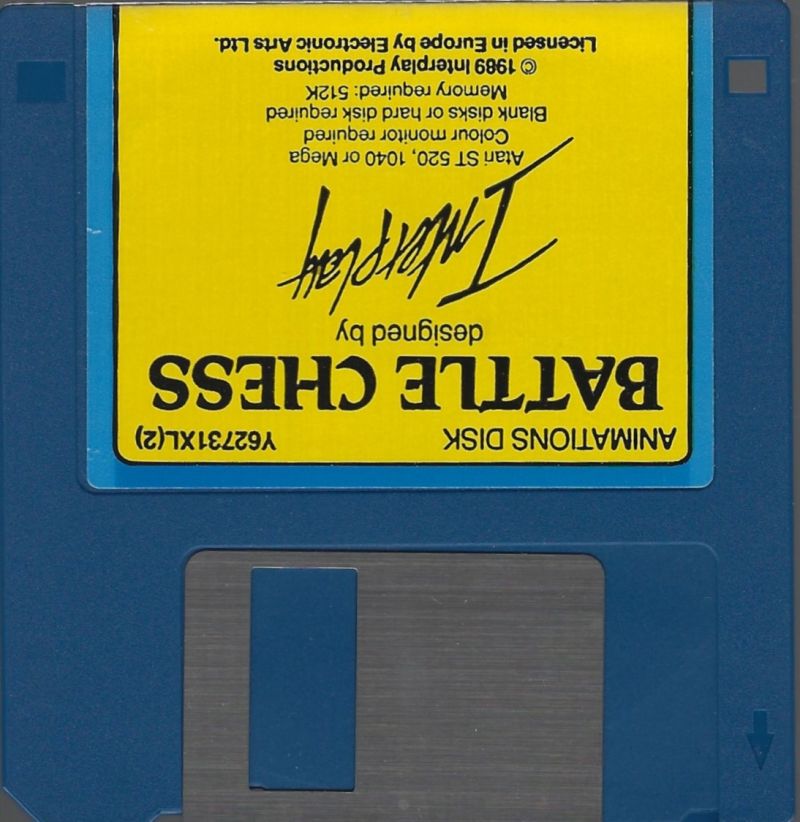 ANIMATIONS DISK Y62731XL(2)
BATTLE CHESS
designed by
Interplay
Atari ST 520, 1040 or Mega
Colour monitor required
Blank disks or hard disk required
Memory required: 512K
© 1989 Interplay Productions
Licensed in Europe by Electronic Arts Ltd.